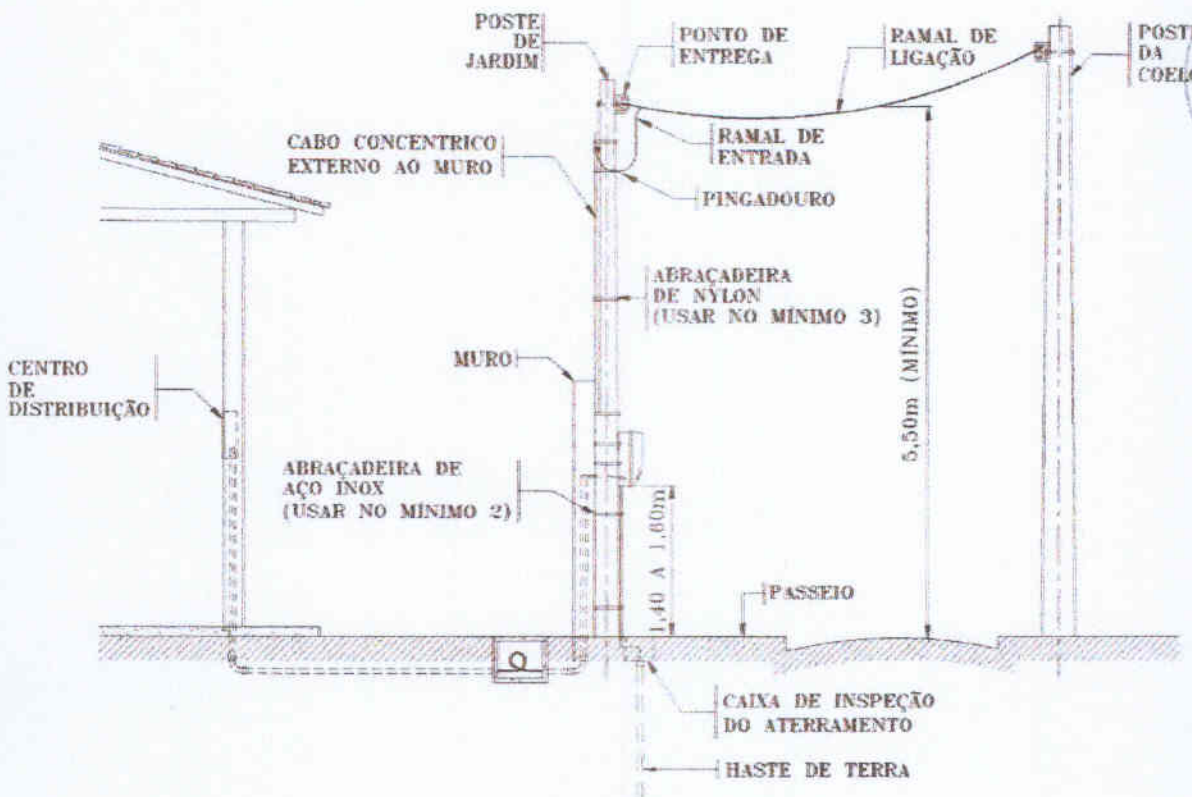 POSTE
DE
JARDIM
PONTO DE
ENTREGA
RAMAL DE
LIGAÇÃO
DA
CABO CONCENTRICO
EXTERNO AO MURO
RAMAL DE
ENTRADA
PINGADOURO
ABRAÇADEIRA
DE NYLON
(USAR NO MÍNIMO 3)
5,50m (MÍNIMO)
MURO
CENTRO
DE
DISTRIBUIÇÃO
ABRAÇADEIRA DE
AÇO INOX
(USAR NO MÍNIMO 2)
1,40 A 1,60m
PASSEIO
CAIXA DE INSPEÇÃO
DO ATERRAMENTO
HASTE DE TERRA